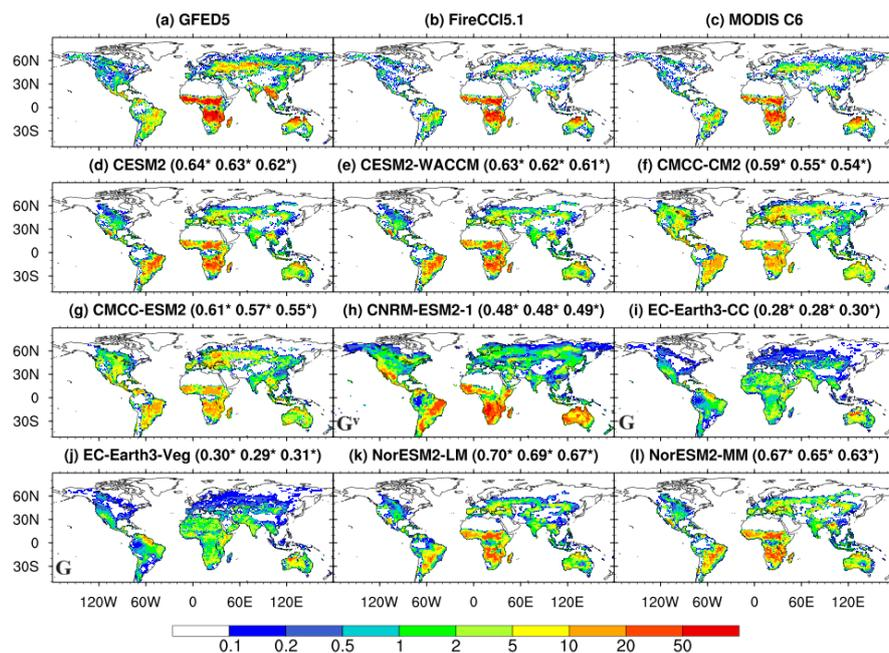 (a) GFED5 (b) FireCCI5.1 (c) MODIS C6
60N
30N
0
30S
(d) CESM2 (0.64* 0.63* 0.62*) (e) CESM2-WACCM (0.63* 0.62* 0.61*) (f) CMCC-CM2 (0.59* 0.55* 0.54*)
60N
30N
0
30S
(g) CMCC-ESM2 (0.61* 0.57* 0.55*) (h) CNRM-ESM2-1 (0.48* 0.48* 0.49*) (i) EC-Earth3-CC (0.28* 0.28* 0.30*)
60N
30N
0
30S
Gv G
(j) EC-Earth3-Veg (0.30* 0.29* 0.31*) (k) NorESM2-LM (0.70* 0.69* 0.67*) (l) NorESM2-MM (0.67* 0.65* 0.63*)
60N
30N
0
30S
G
120W 60W 0 60E 120E 120W 60W 0 60E 120E 120W 60W 0 60E 120E
0.1 0.2 0.5 1 2 5 10 20 50